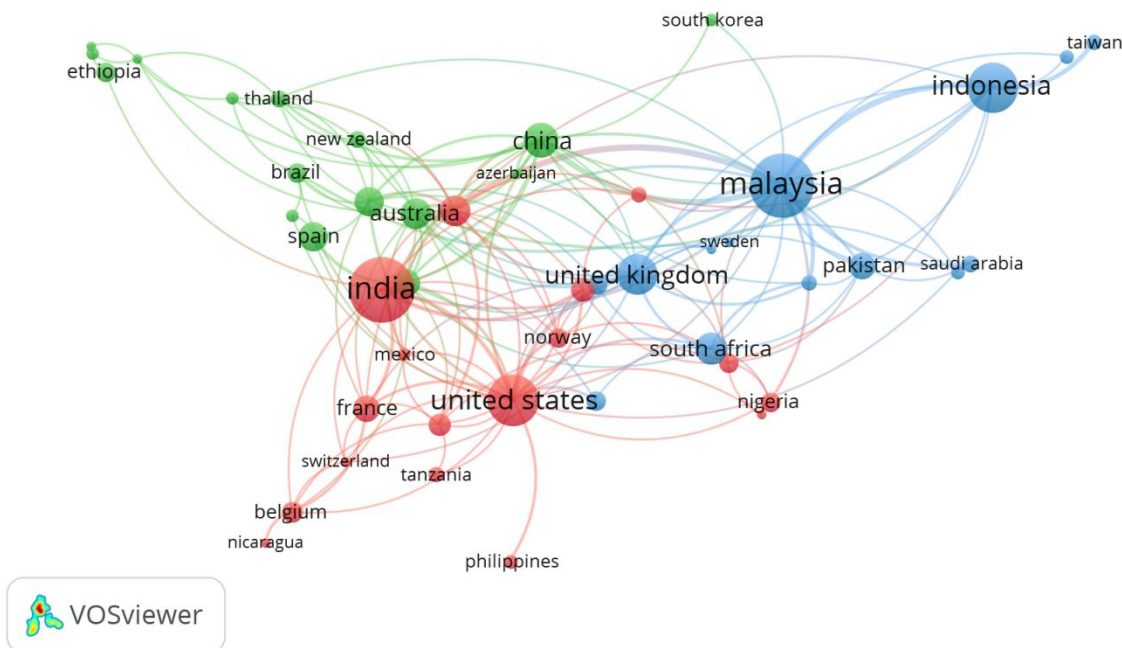 south korea
taiwan
ethiopia
indonesia
thailand
new zealand
china
brazil
azerbaijan
malaysia
australia
spain
sweden
united kingdom
pakistan
saudi arabia
india
norway
mexico
south africa
united states
nigeria
france
switzerland
tanzania
belgium
nicaragua
philippines
VOSviewer